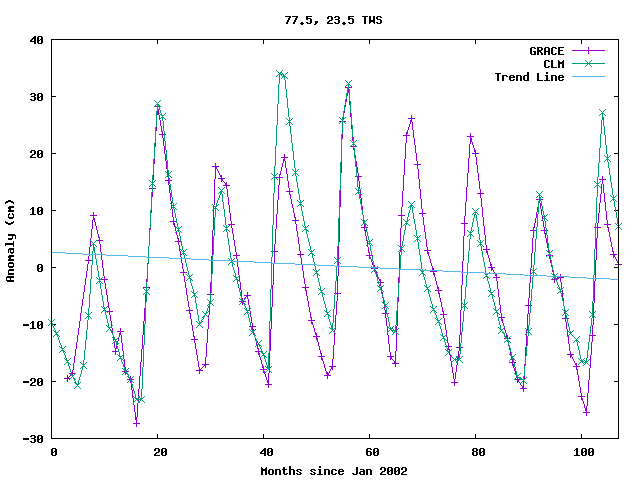 77.5, 23.5 TWS
GRACE
CLM
Trend Line
40
30
20
10
0
-10
-20
-30
Anomaly (cm)
0 20 40 60 80 100
Months since Jan 2002